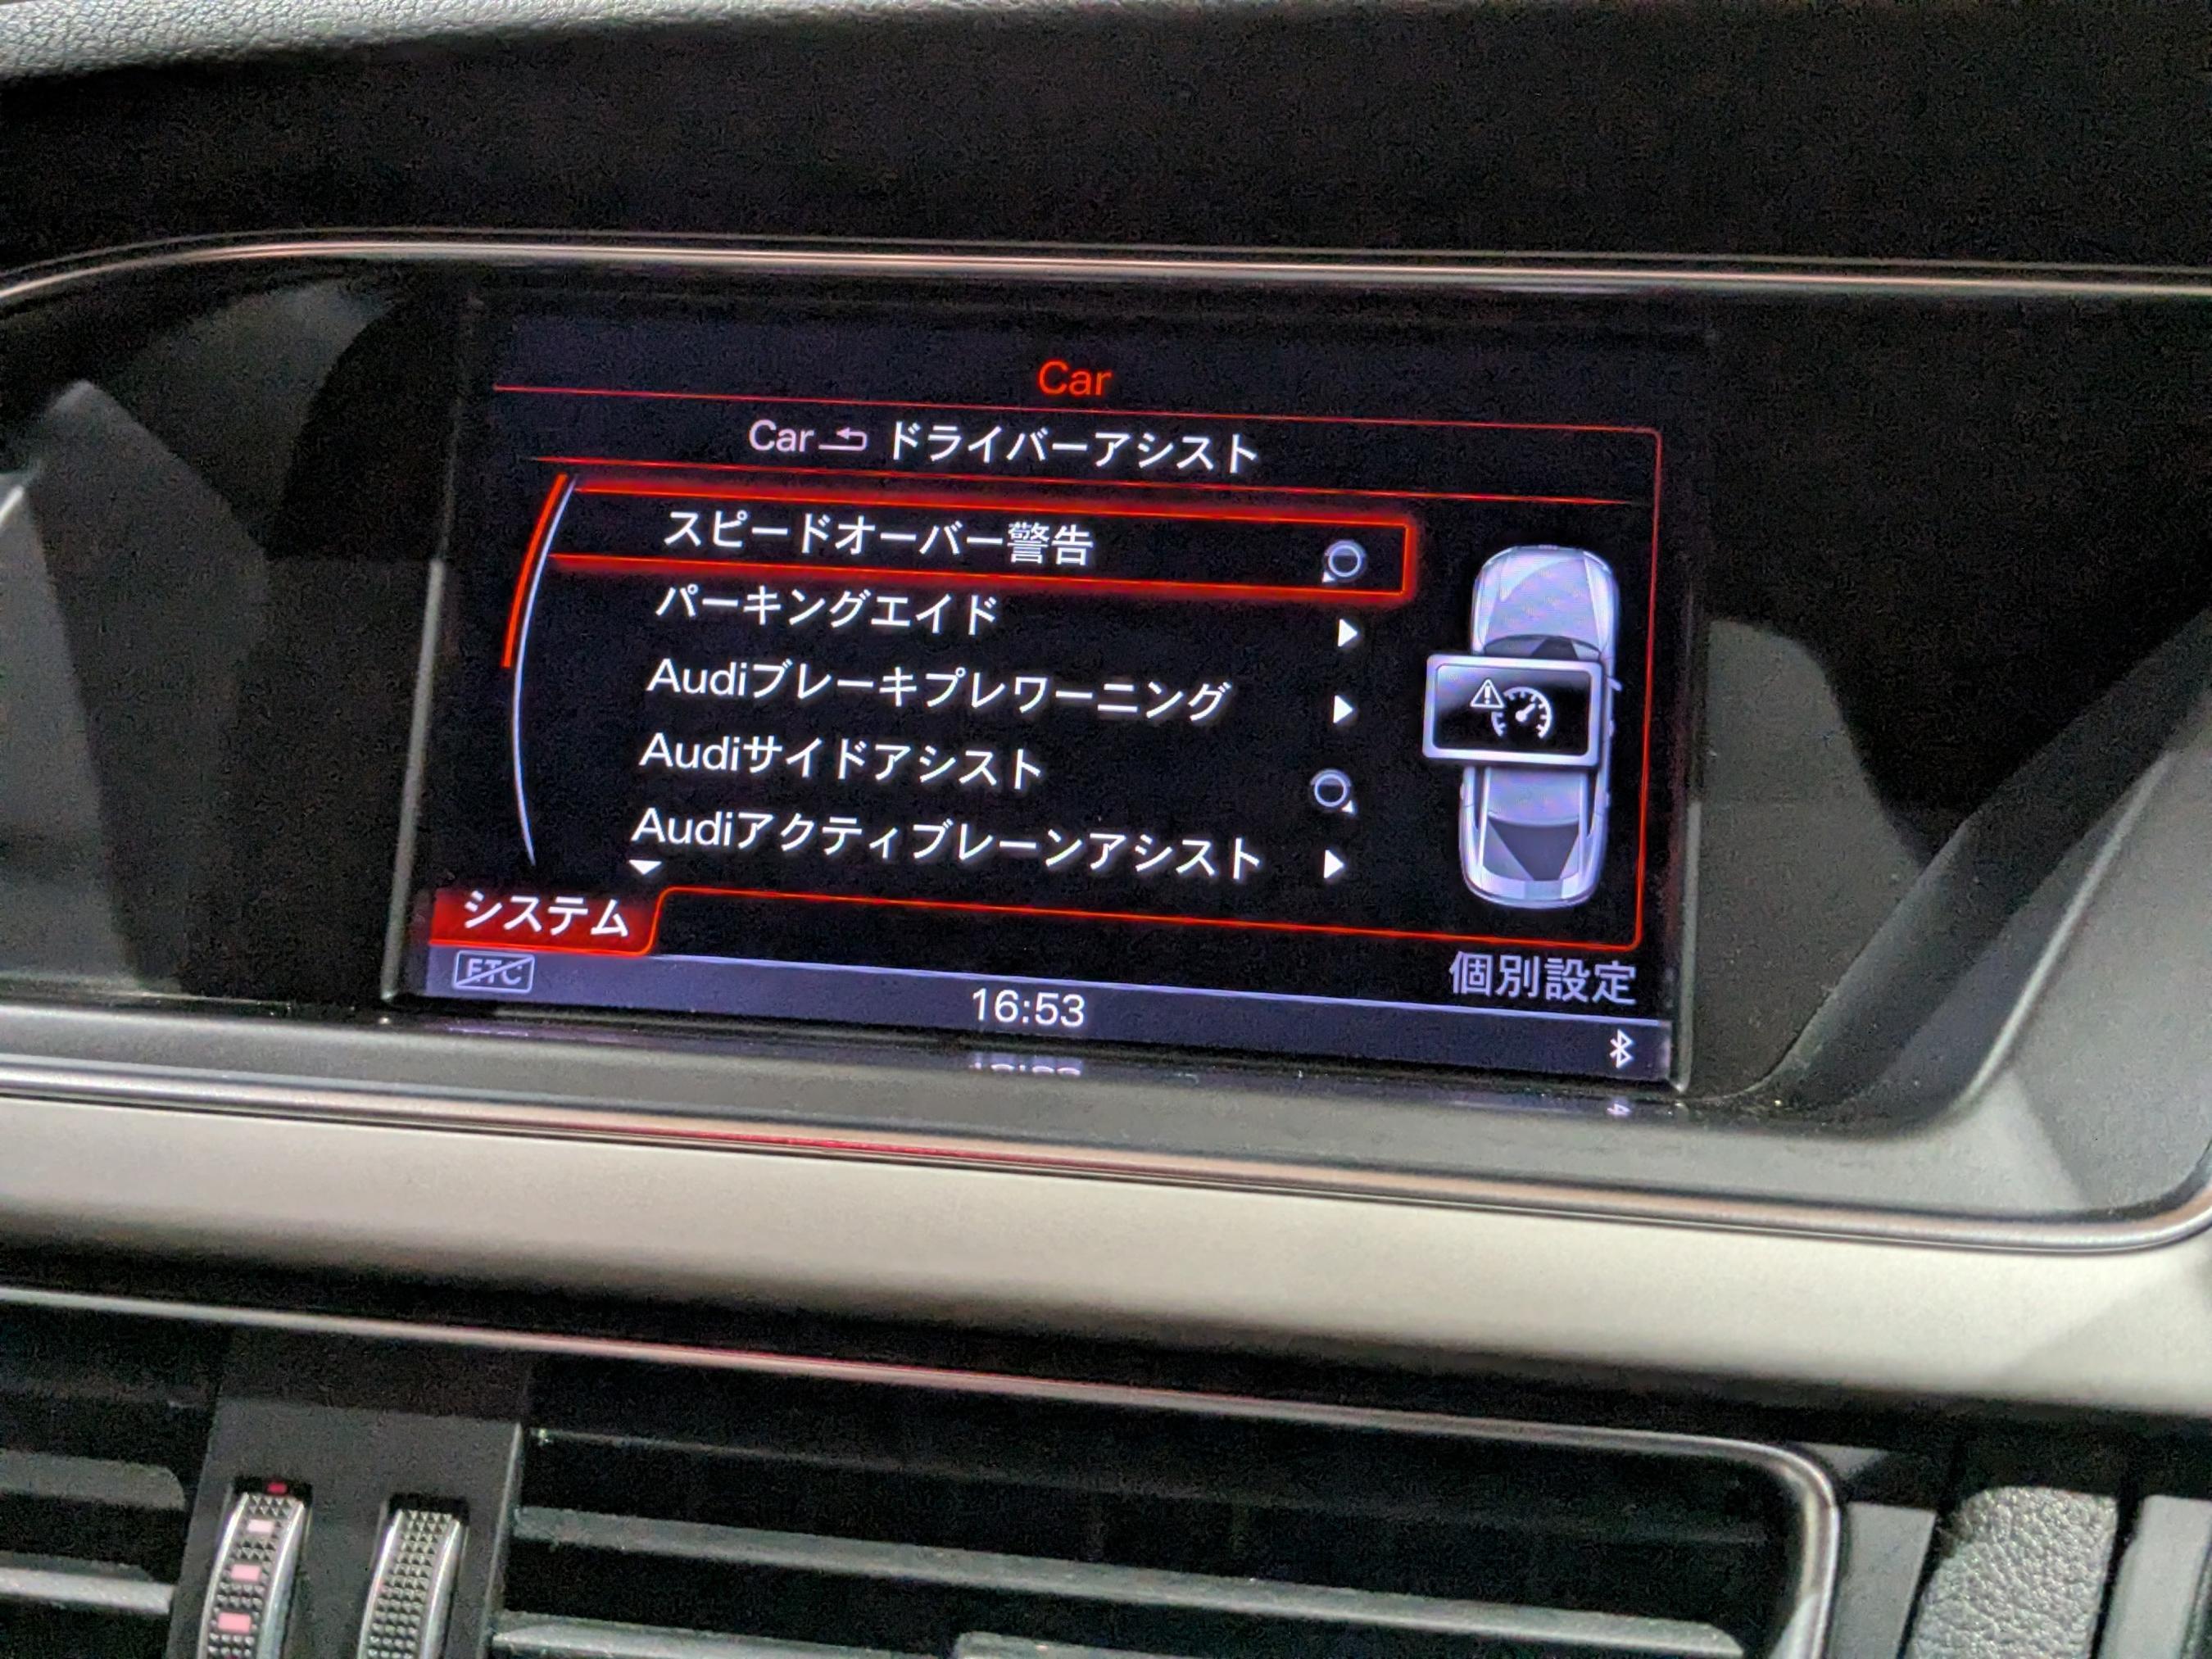 Car
Car ドライバーアシスト
スピードオーバー警告
パーキングエイド
Audiブレーキプレワーニング
Audiサイドアシスト
Audiアクティブレーンアシスト
システム
個別設定
ETC
16:53